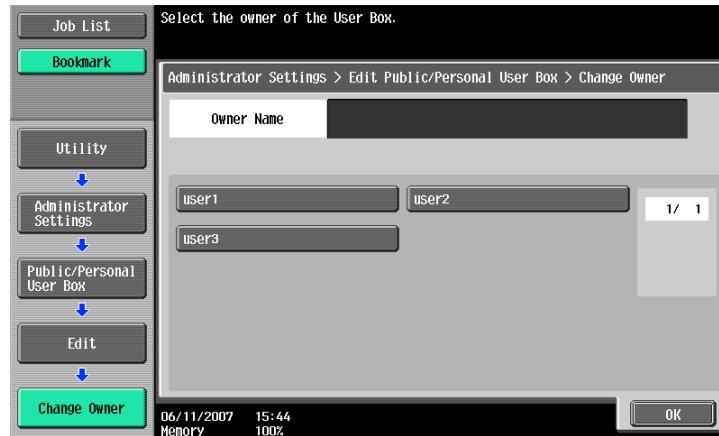 Job List
Bookmark
Utility
Administrator
Settings
Public/Personal
User Box
Edit
Change Owner
Select the owner of the User Box.
Administrator Settings > Edit Public/Personal User Box > Change Owner
Owner Name
user1
user2
1/ 1
user3
06/11/2007 15:44
Memory 100%
OK